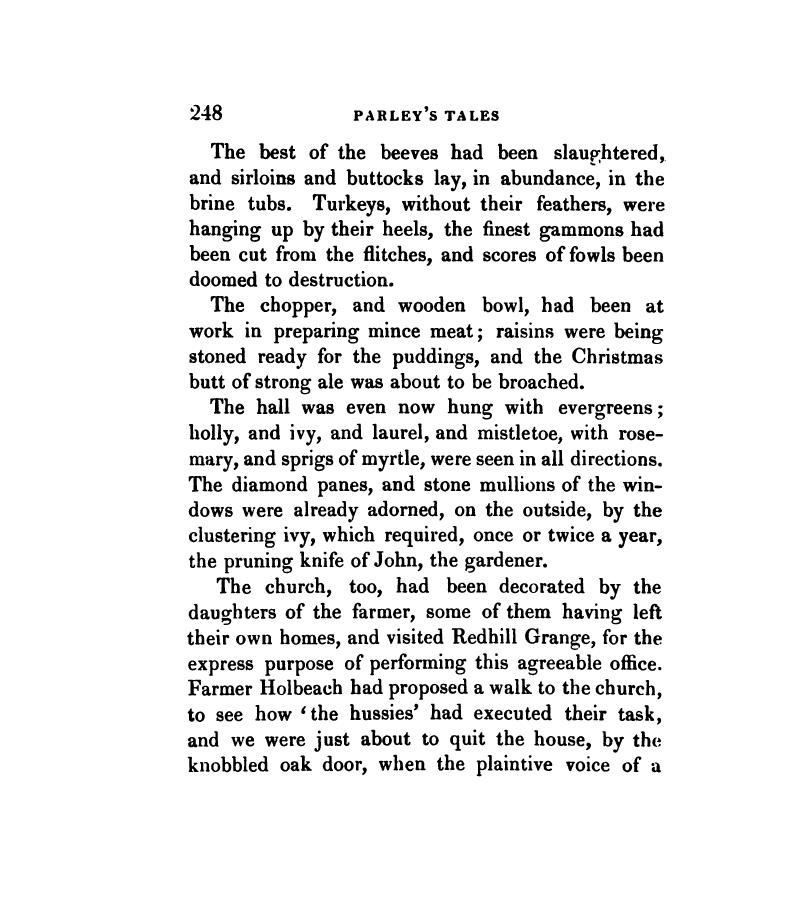 248 PARLEY'S TALES
The best of the beeves had been slaughtered,
and sirloins and buttocks lay, in abundance, in the
brine tubs. Turkeys, without their feathers, were
hanging up by their heels, the finest gammons had
been cut from the flitches, and scores of fowls been
doomed to destruction.
The chopper, and wooden bowl, had been at
work in preparing mince meat; raisins were being
stoned ready for the puddings, and the Christmas
butt of strong ale was about to be broached.
The hall was even now hung with evergreens;
holly, and ivy, and laurel, and mistletoe, with rose-
mary, and sprigs of myrtle, were seen in all directions.
The diamond panes, and stone mullions of the win-
dows were already adorned, on the outside, by the
clustering ivy, which required, once or twice a year,
the pruning knife of John, the gardener.
The church, too, had been decorated by the
daughters of the farmer, some of them having left
their own homes, and visited Redhill Grange, for the
express purpose of performing this agreeable office.
Farmer Holbeach had proposed a walk to the church,
to see how ‘the hussies’ had executed their task,
and we were just about to quit the house, by the
knobbled oak door, when the plaintive voice of a